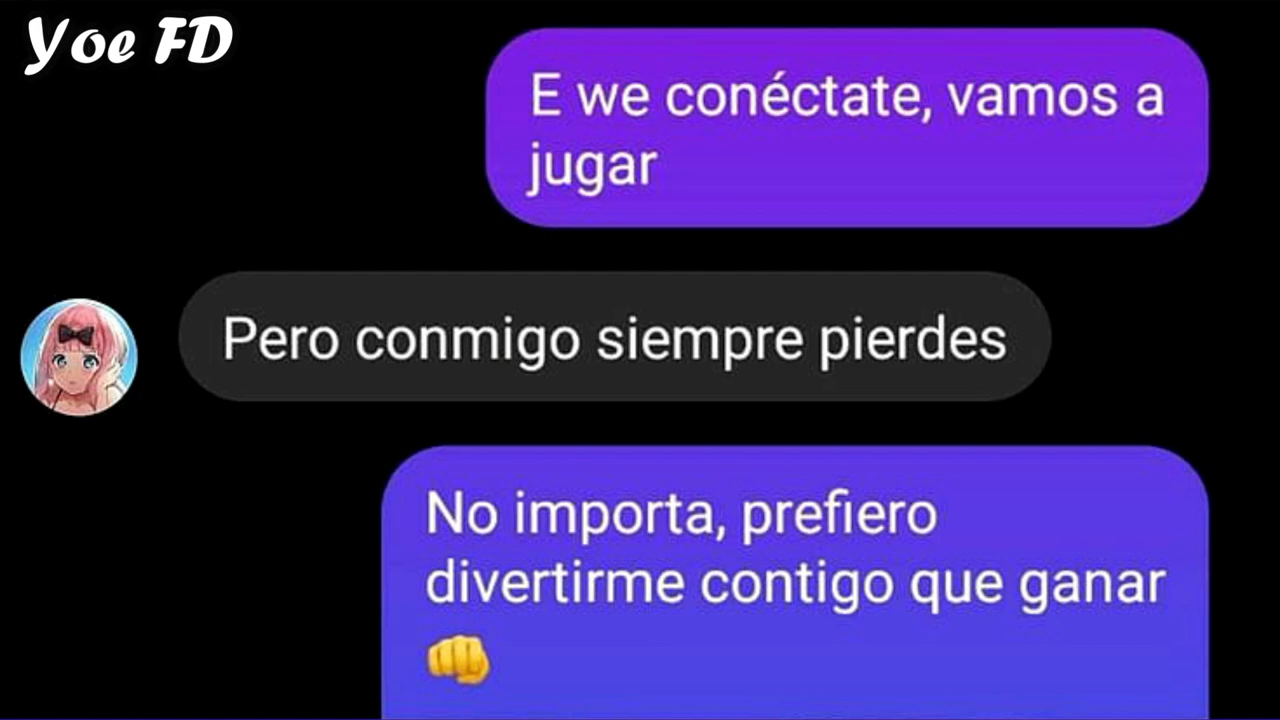 Yoe FD
E we conéctate, vamos a
jugar
Pero conmigo siempre pierdes
No importa, prefiero
divertirme contigo que ganar
👊